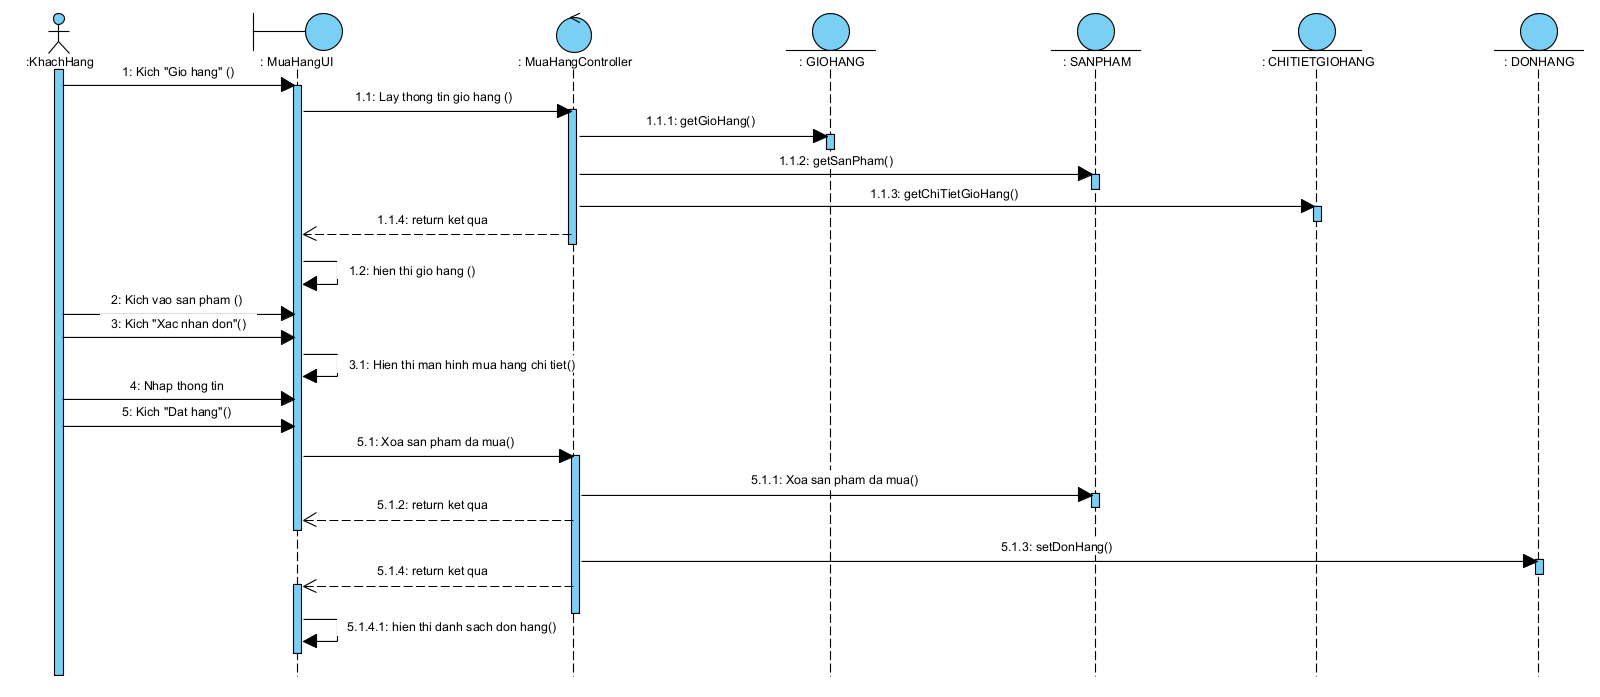 :KhachHang
: MuaHangUI
: MuaHangController
: GIOHANG
: SANPHAM
: CHITIETGIOHANG
: DONHANG
1: Kich "Gio hang" ()
1.1: Lay thong tin gio hang ()
1.1.1: getGioHang()
1.1.2: getSanPham()
1.1.3: getChiTietGioHang()
1.1.4: return ket qua
1.2: hien thi gio hang ()
2: Kich vao san pham ()
3: Kich "Xac nhan don"()
3.1: Hien thi man hinh mua hang chi tiet()
4: Nhap thong tin
5: Kich "Dat hang"()
5.1: Xoa san pham da mua()
5.1.1: Xoa san pham da mua()
5.1.2: return ket qua
5.1.3: setDonHang()
5.1.4: return ket qua
5.1.4.1: hien thi danh sach don hang()